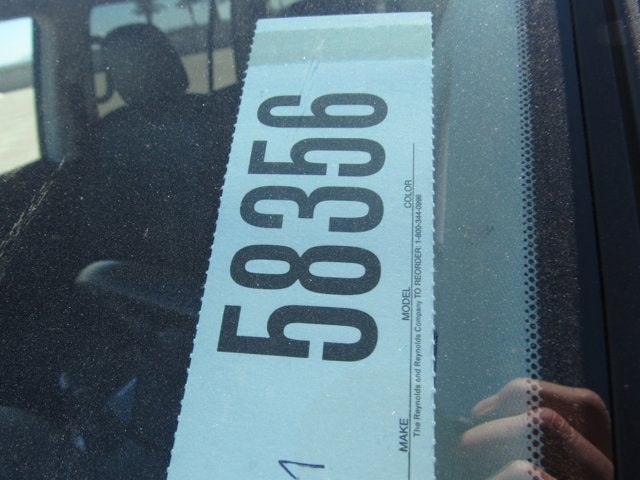 58356
MAKE MODEL COLOR
The Reynolds and Reynolds Company TO REORDER: 1-800-344-0996